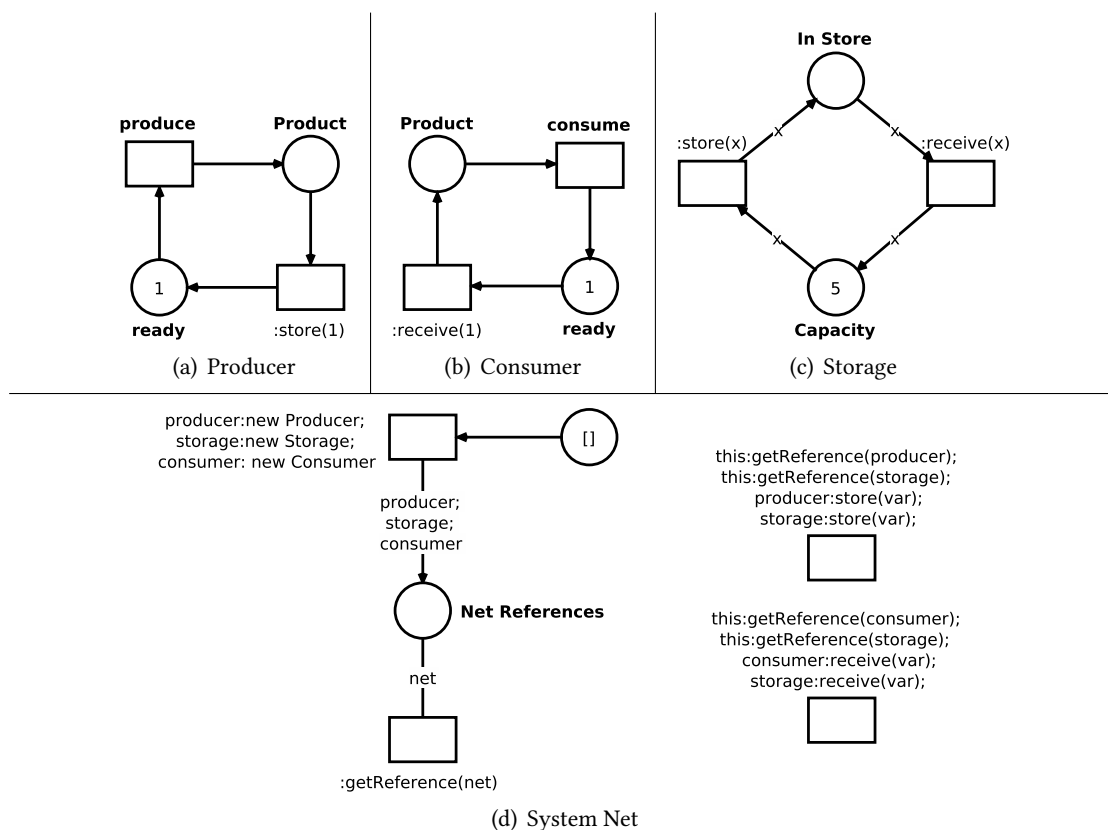 produce
Product
1
ready
:store(1)
(a) Producer
Product
consume
:receive(1)
1
ready
(b) Consumer
In Store
:store(x)
x
x
:receive(x)
x
x
5
Capacity
(c) Storage
producer:new Producer;
storage:new Storage;
consumer: new Consumer
[]
producer;
storage;
consumer
Net References
net
:getReference(net)
this:getReference(producer);
this:getReference(storage);
producer:store(var);
storage:store(var);
this:getReference(consumer);
this:getReference(storage);
consumer:receive(var);
storage:receive(var);
(d) System Net